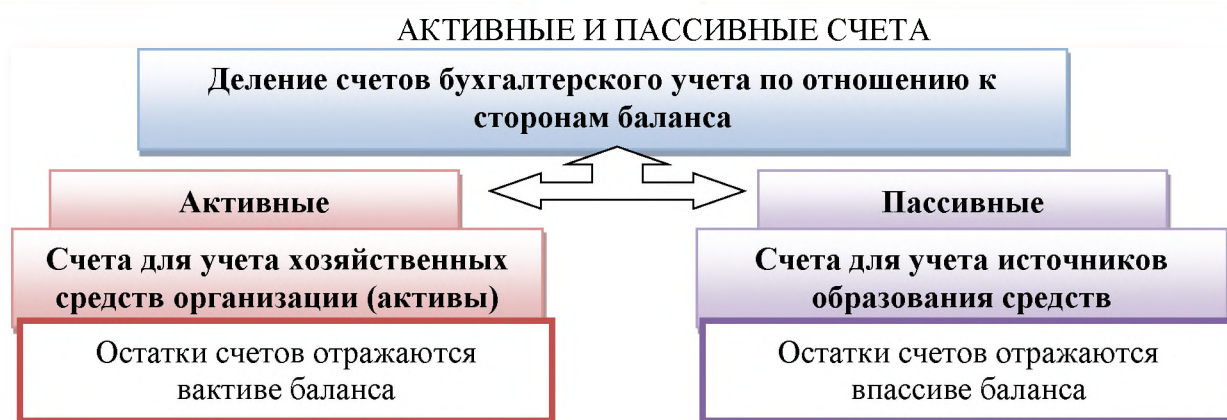 АКТИВНЫЕ И ПАССИВНЫЕ СЧЕТА
Деление счетов бухгалтерского учета по отношению к
сторонам баланса
Активные
Счета для учета хозяйственных
средств организации (активы)
Остатки счетов отражаются
вактиве баланса
Пассивные
Счета для учета источников
образования средств
Остатки счетов отражаются
впассиве баланса